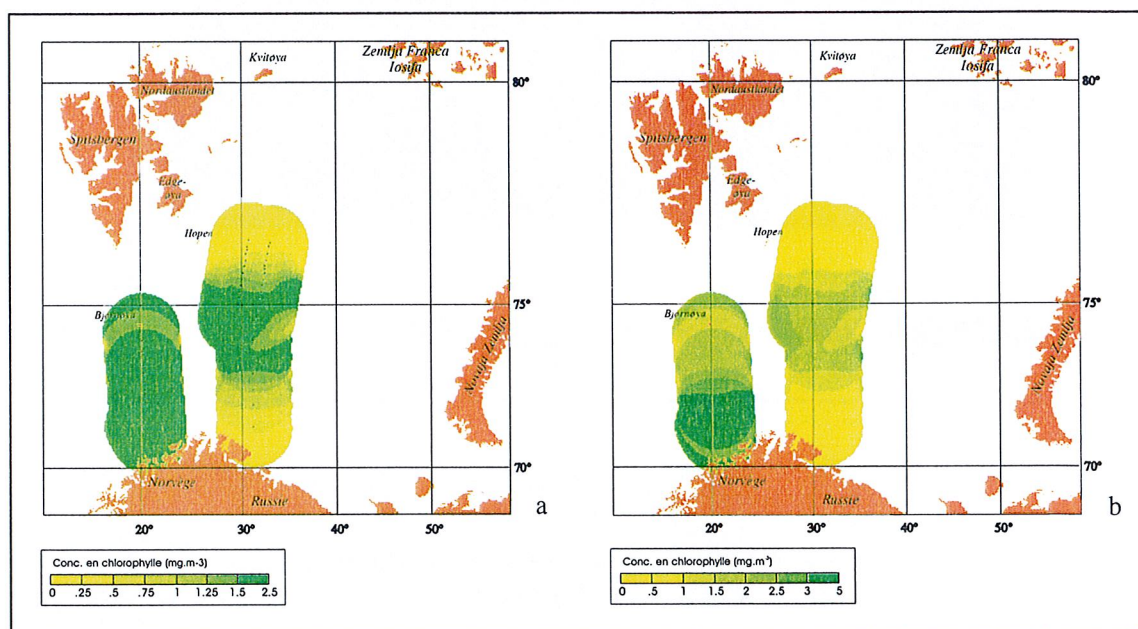 Kvitøya
Zemlja Franca
Iosifa
80°
Nordaustlandet
Spitsbergen
Edge-
øya
Hopen
75°
Bjørnøya
Novaja Zemlja
70°
Norvege
Russie
20°
30°
40°
50°
a
Conc. en chlorophylle (mg.m-3)
0 .25 .5 .75 1 1.25 1.5 2.5
Kvitøya
Zemlja Franca
Iosifa
80°
Nordaustlandet
Spitsbergen
Edge-
øya
Hopen
75°
Bjørnøya
Novaja Zemlja
70°
Norvege
Russie
20°
30°
40°
50°
b
Conc. en chlorophylle (mg.m³)
0 .5 1 1.5 2 2.5 3 5